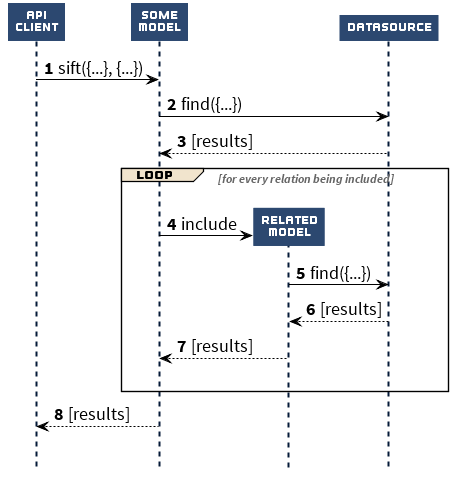 API
CLIENT
SOME
MODEL
DATASOURCE
1 sift({...}, {...})
2 find({...})
3 [results]
LOOP
[for every relation being included]
4 include
RELATED
MODEL
5 find({...})
6 [results]
7 [results]
8 [results]